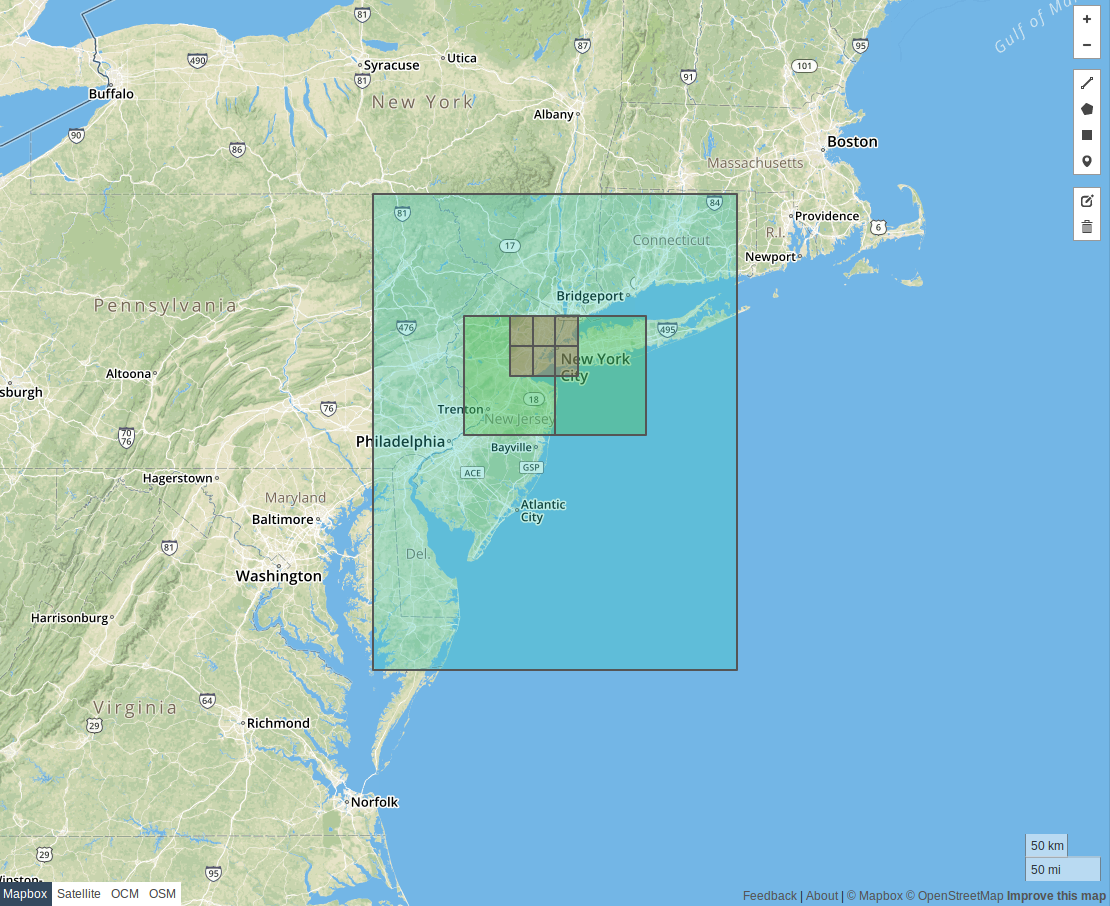 81
Gulf of
+
87
95
−
490
Syracuse
Utica
101
91
81
Buffalo
New York
Albany
90
86
Boston
Massachusetts
81
84
Providence
6
R.I.
17
Connecticut
Newport
Bridgeport
Pennsylvania
476
495
New York
City
Altoona
sburgh
18
76
Trenton
New Jersey
70
76
Philadelphia
Bayville
GSP
ACE
Hagerstown
Maryland
Atlantic
City
Baltimore
81
Del.
Washington
Harrisonburg
64
Virginia
29
Richmond
Norfolk
50 km
29
50 mi
95
Mapbox Satellite OCM OSM
Feedback | About | © Mapbox © OpenStreetMap Improve this map